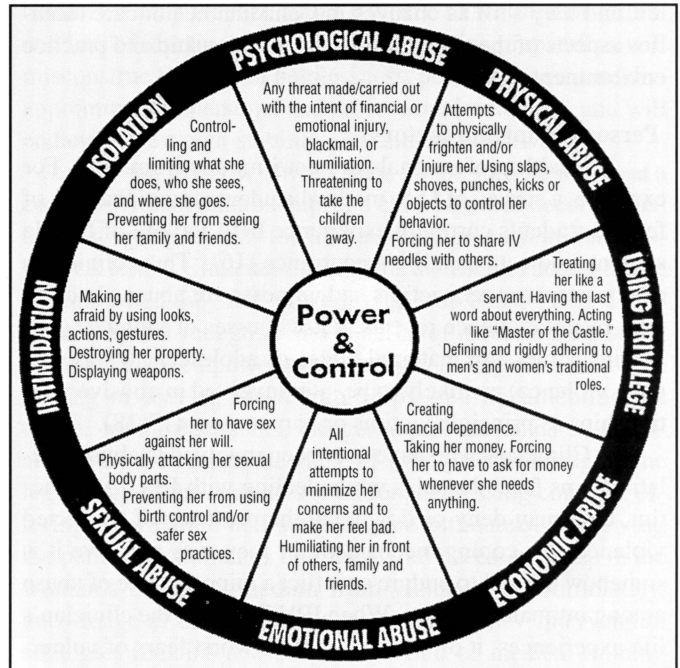 PSYCHOLOGICAL ABUSE
Any threat made/carried out
with the intent of financial or
emotional injury,
blackmail, or
humiliation.
Threatening to
take the
children
away.
PHYSICAL ABUSE
Attempts
to physically
frighten and/or
injure her. Using slaps,
shoves, punches, kicks or
objects to control her
behavior.
Forcing her to share IV
needles with others.
USING PRIVILEGE
Treating
her like a
servant. Having the last
word about everything. Acting
like “Master of the Castle.”
Defining and rigidly adhering to
men’s and women’s traditional
roles.
ECONOMIC ABUSE
Creating
financial dependence.
Taking her money. Forcing
her to have to ask for money
whenever she needs
anything.
EMOTIONAL ABUSE
All
intentional
attempts to
minimize her
concerns and to
make her feel bad.
Humiliating her in front
of others, family and
friends.
SEXUAL ABUSE
Forcing
her to have sex
against her will.
Physically attacking her sexual
body parts.
Preventing her from using
birth control and/or
safer sex
practices.
INTIMIDATION
Making her
afraid by using looks,
actions, gestures.
Destroying her property.
Displaying weapons.
ISOLATION
Control-
ling and
limiting what she
does, who she sees,
and where she goes.
Preventing her from seeing
her family and friends.
Power
&
Control